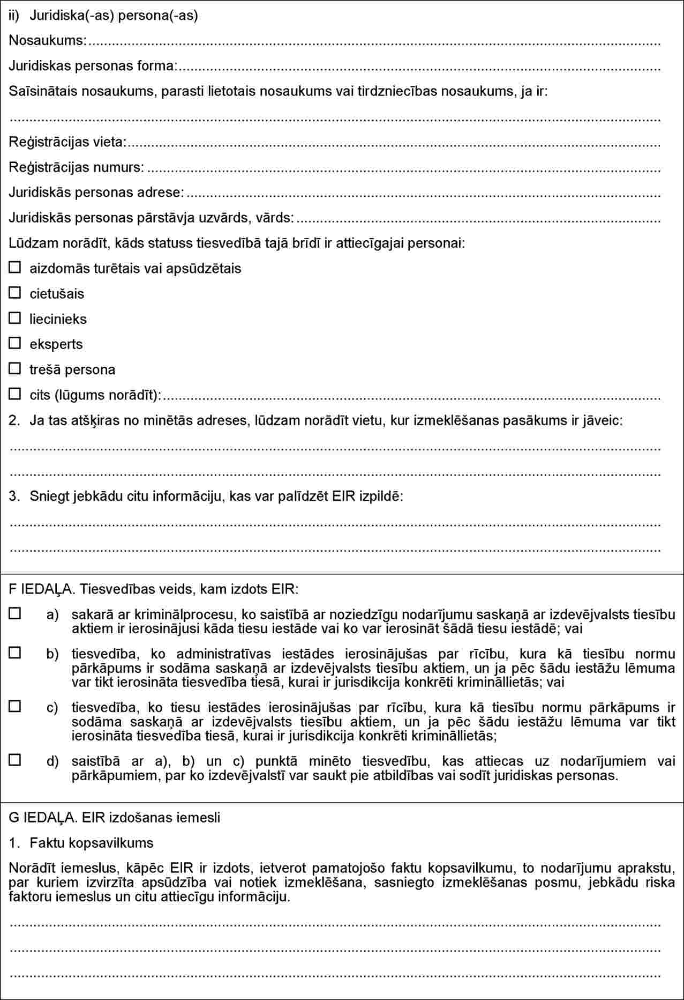 ii) Juridiska(-as) persona(-as)
Nosaukums:
Juridiskas personas forma:
Saīsinātais nosaukums, parasti lietotais nosaukums vai tirdzniecības nosaukums, ja ir:
Reģistrācijas vieta:
Reģistrācijas numurs:
Juridiskās personas adrese:
Juridiskās personas pārstāvja uzvārds, vārds:
Lūdzam norādīt, kāds statuss tiesvedībā tajā brīdī ir attiecīgajai personai:
☐ aizdomās turētais vai apsūdzētais
☐ cietušais
☐ liecinieks
☐ eksperts
☐ trešā persona
☐ cits (lūgums norādīt):
2. Ja tas atšķiras no minētās adreses, lūdzam norādīt vietu, kur izmeklēšanas pasākums ir jāveic:
3. Sniegt jebkādu citu informāciju, kas var palīdzēt EIR izpildē:
F IEDAĻA. Tiesvedības veids, kam izdots EIR:
☐ a) sakarā ar kriminālprocesu, ko saistībā ar noziedzīgu nodarījumu saskaņā ar izdevējvalsts tiesību
aktiem ir ierosinājusi kāda tiesu iestāde vai ko var ierosināt šādā tiesu iestādē; vai
☐ b) tiesvedība, ko administratīvas iestādes ierosinājušas par rīcību, kura kā tiesību normu
pārkāpums ir sodāma saskaņā ar izdevējvalsts tiesību aktiem, un ja pēc šādu iestāžu lēmuma
var tikt ierosināta tiesvedība tiesā, kurai ir jurisdikcija konkrēti krimināllietās; vai
☐ c) tiesvedība, ko tiesu iestādes ierosinājušas par rīcību, kura kā tiesību normu pārkāpums ir
sodāma saskaņā ar izdevējvalsts tiesību aktiem, un ja pēc šādu iestāžu lēmuma var tikt
ierosināta tiesvedība tiesā, kurai ir jurisdikcija konkrēti krimināllietās;
☐ d) saistībā ar a), b) un c) punktā minēto tiesvedību, kas attiecas uz nodarījumiem vai
pārkāpumiem, par ko izdevējvalstī var saukt pie atbildības vai sodīt juridiskas personas.
G IEDAĻA. EIR izdošanas iemesli
1. Faktu kopsavilkums
Norādīt iemeslus, kāpēc EIR ir izdots, ietverot pamatojošo faktu kopsavilkumu, to nodarījumu aprakstu,
par kuriem izvirzīta apsūdzība vai notiek izmeklēšana, sasniegto izmeklēšanas posmu, jebkādu riska
faktoru iemeslus un citu attiecīgu informāciju.